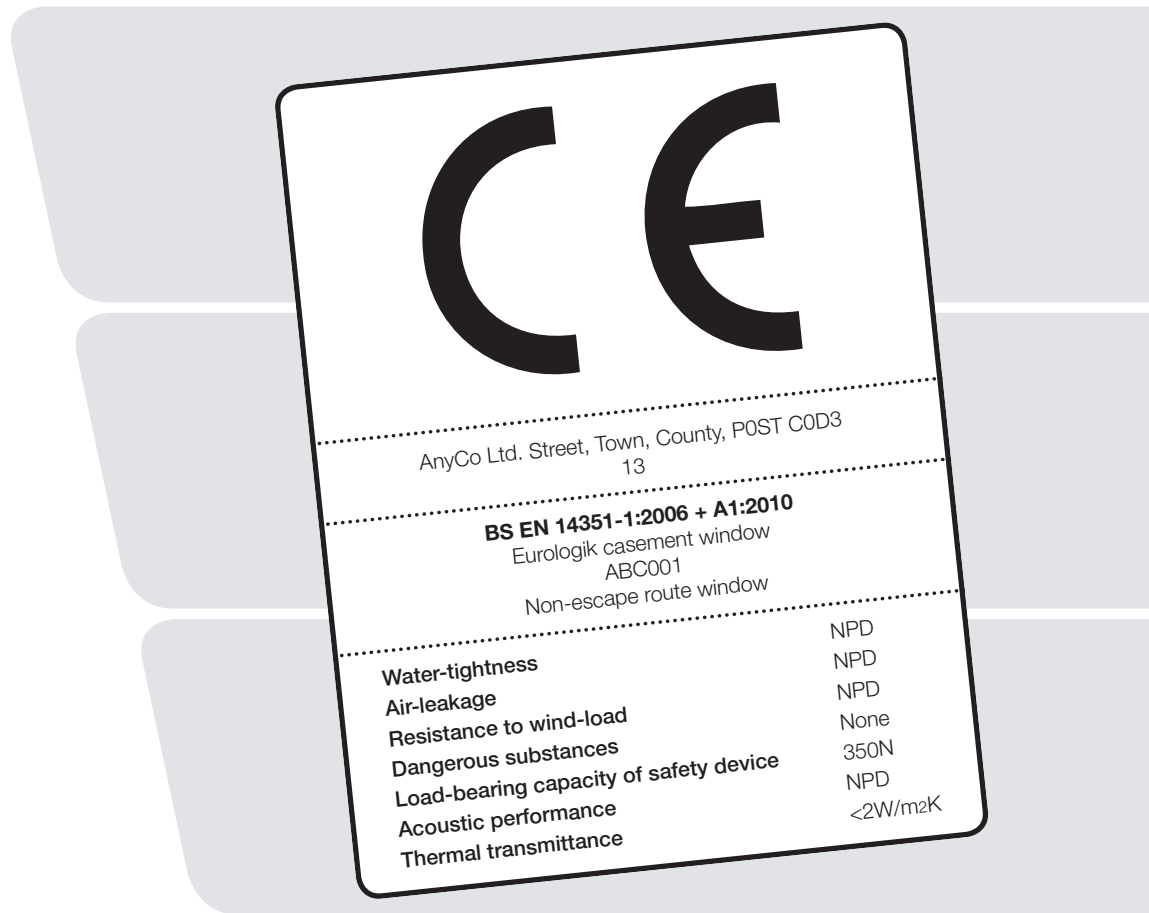 CE
AnyCo Ltd. Street, Town, County, P0ST C0D3
13
BS EN 14351-1:2006 + A1:2010
Eurologik casement window
ABC001
Non-escape route window
Water-tightness NPD
Air-leakage NPD
Resistance to wind-load NPD
Dangerous substances None
Load-bearing capacity of safety device 350N
Acoustic performance NPD
Thermal transmittance <2W/m2K